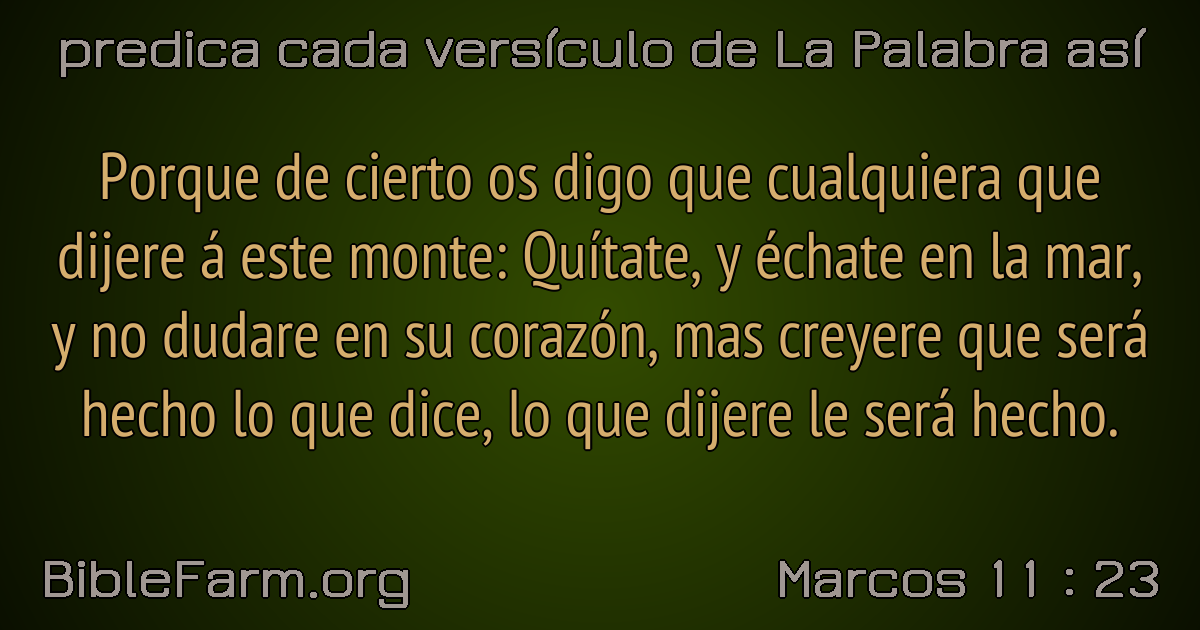 predica cada versículo de La Palabra así
Porque de cierto os digo que cualquiera que
dijere á este monte: Quítate, y échate en la mar,
y no dudare en su corazón, mas creyere que será
hecho lo que dice, lo que dijere le será hecho.
BibleFarm.org
Marcos 11 : 23